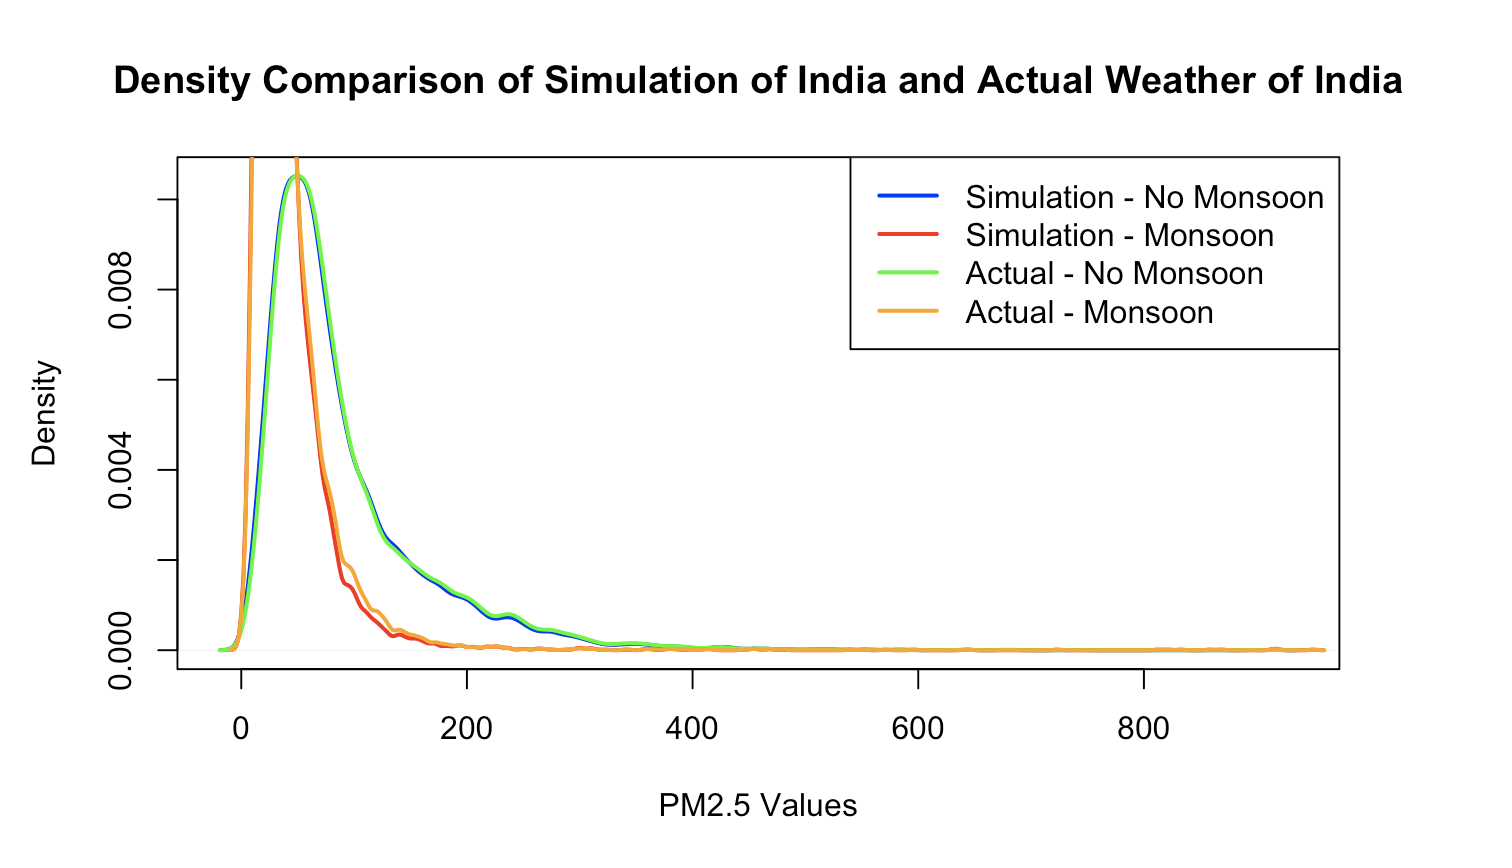 Density Comparison of Simulation of India and Actual Weather of India
Simulation - No Monsoon
Simulation - Monsoon
Actual - No Monsoon
Actual - Monsoon
Density
0.008
0.004
0.000
0 200 400 600 800
PM2.5 Values